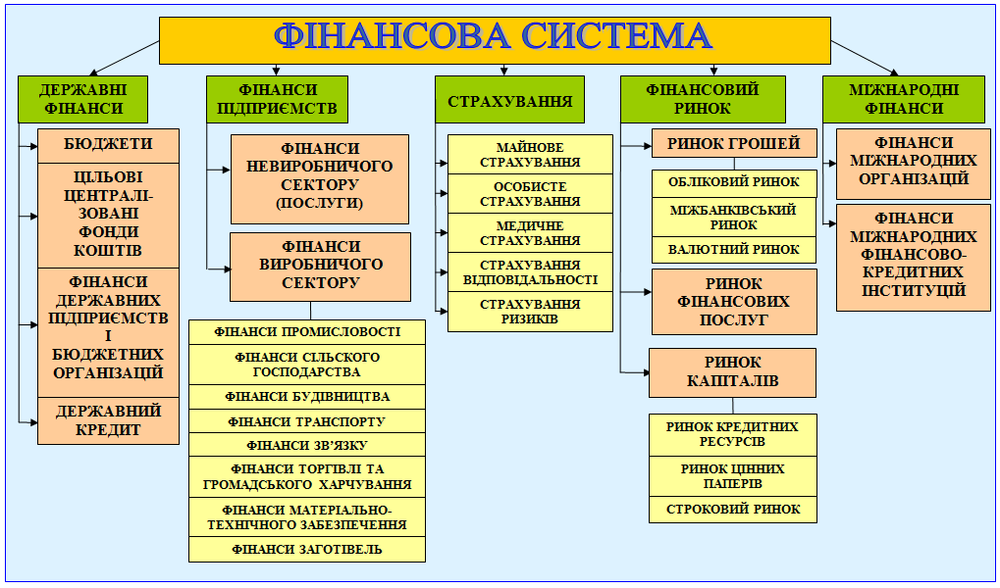 ФІНАНСОВА СИСТЕМА
ДЕРЖАВНІ
ФІНАНСИ
БЮДЖЕТИ
ЦІЛЬОВІ
ЦЕНТРАЛІ-
ЗОВАНІ
ФОНДИ
КОШТІВ
ФІНАНСИ
ДЕРЖАВНИХ
ПІДПРИЄМСТВ
І
БЮДЖЕТНИХ
ОРГАНІЗАЦІЙ
ДЕРЖАВНИЙ
КРЕДИТ
ФІНАНСИ
ПІДПРИЄМСТВ
ФІНАНСИ
НЕВИРОБНИЧОГО
СЕКТОРУ
(ПОСЛУГИ)
ФІНАНСИ
ВИРОБНИЧОГО
СЕКТОРУ
ФІНАНСИ ПРОМИСЛОВОСТІ
ФІНАНСИ СІЛЬСКОГО
ГОСПОДАРСТВА
ФІНАНСИ БУДІВНИЦТВА
ФІНАНСИ ТРАНСПОРТУ
ФІНАНСИ ЗВ’ЯЗКУ
ФІНАНСИ ТОРГІВЛІ ТА
ГРОМАДСЬКОГО ХАРЧУВАННЯ
ФІНАНСИ МАТЕРІАЛЬНО-
ТЕХНІЧНОГО ЗАБЕЗПЕЧЕННЯ
ФІНАНСИ ЗАГОТІВЕЛЬ
СТРАХУВАННЯ
МАЙНОВЕ
СТРАХУВАННЯ
ОСОБИСТЕ
СТРАХУВАННЯ
МЕДИЧНЕ
СТРАХУВАННЯ
СТРАХУВАННЯ
ВІДПОВІДАЛЬНОСТІ
СТРАХУВАННЯ
РИЗИКІВ
ФІНАНСОВИЙ
РИНОК
РИНОК ГРОШЕЙ
ОБЛІКОВИЙ РИНОК
МІЖБАНКІВСЬКИЙ
РИНОК
ВАЛЮТНИЙ РИНОК
РИНОК
ФІНАНСОВИХ
ПОСЛУГ
РИНОК
КАПІТАЛІВ
РИНОК КРЕДИТНИХ
РЕСУРСІВ
РИНОК ЦІННИХ
ПАПЕРІВ
СТРОКОВИЙ РИНОК
МІЖНАРОДНІ
ФІНАНСИ
ФІНАНСИ
МІЖНАРОДНИХ
ОРГАНІЗАЦІЙ
ФІНАНСИ
МІЖНАРОДНИХ
ФІНАНСОВО-
КРЕДИТНИХ
ІНСТИТУЦІЙ